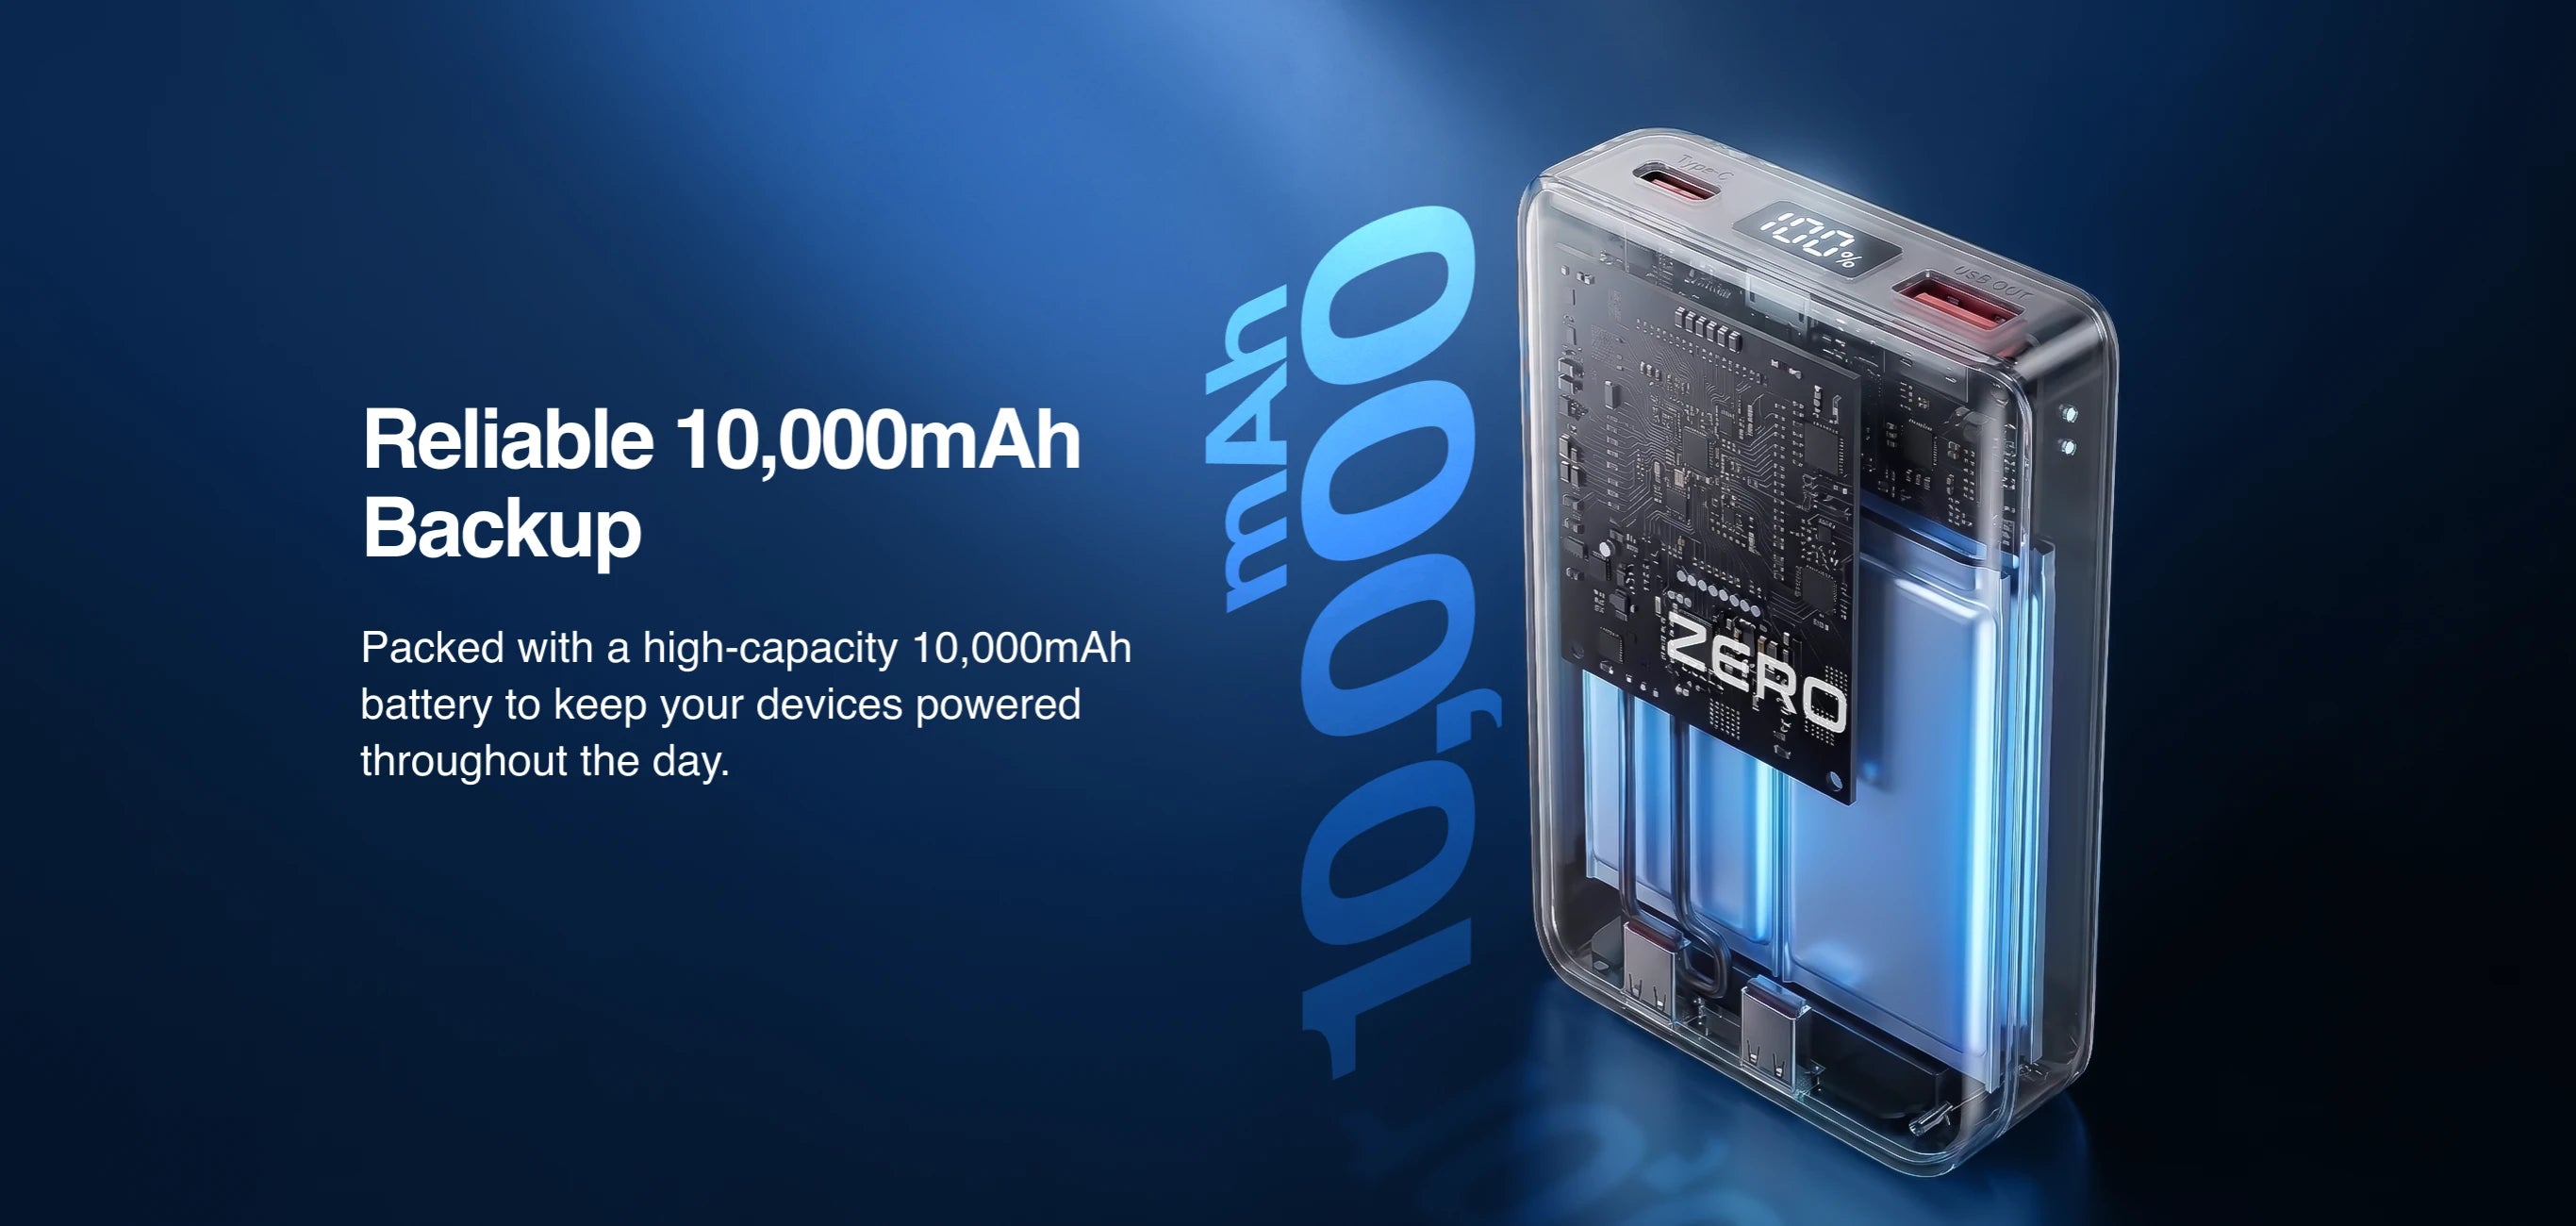 Reliable 10,000mAh
Backup
Packed with a high-capacity 10,000mAh
battery to keep your devices powered
throughout the day.
10,000
mAh
Type-C
100%
USB OUT
ZERO